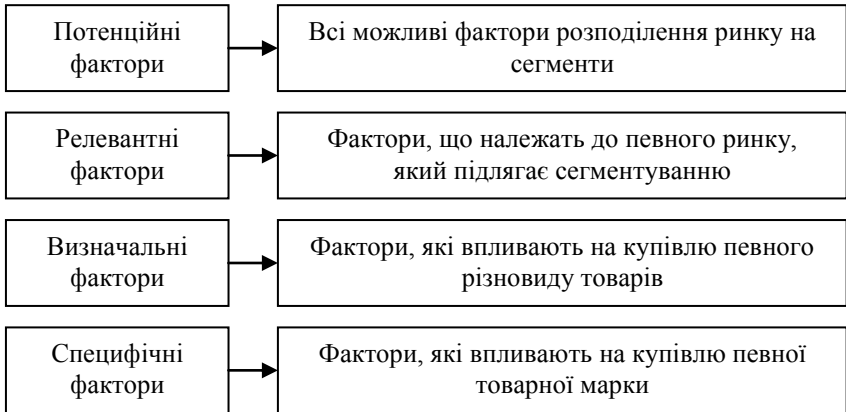 Потенційні
фактори
Всі можливі фактори розподілення ринку на
сегменти
Релевантні
фактори
Фактори, що належать до певного ринку,
який підлягає сегментуванню
Визначальні
фактори
Фактори, які впливають на купівлю певного
різновиду товарів
Специфічні
фактори
Фактори, які впливають на купівлю певної
товарної марки